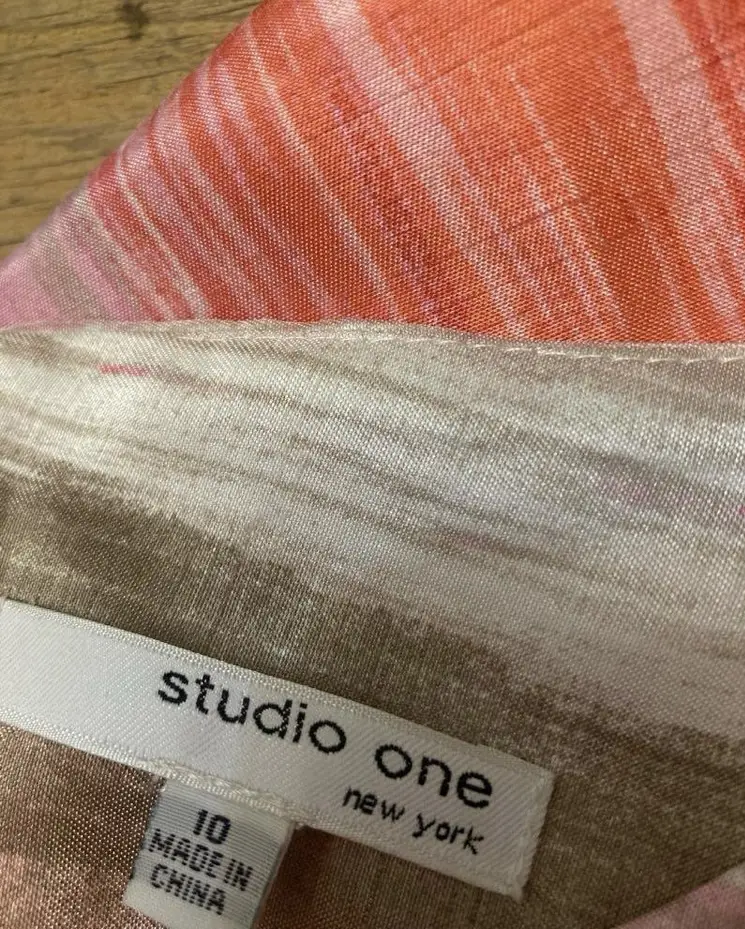 studio one
new york
10
MADE IN
CHINA